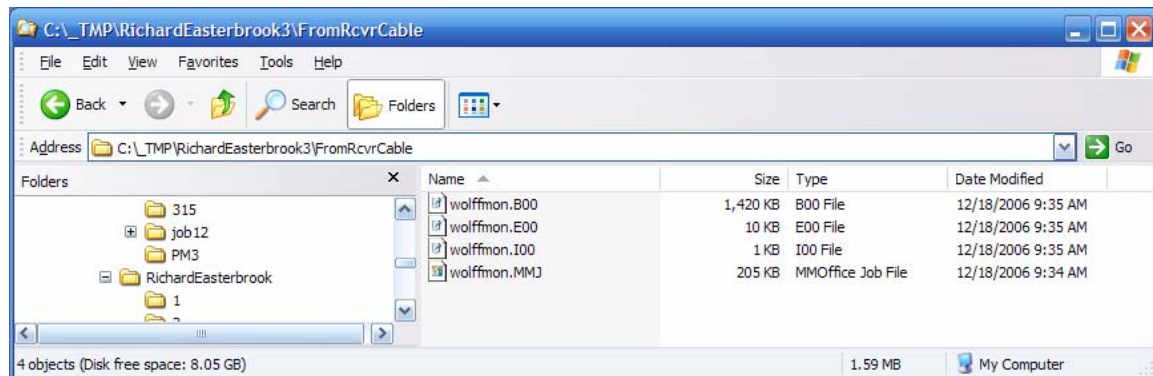 C:\_TMP\RichardEasterbrook3\FromRcvrCable
File Edit View Favorites Tools Help
Back Search Folders
Address C:\_TMP\RichardEasterbrook3\FromRcvrCable Go
Folders x Name Size Type Date Modified
315 wolffmon.B00 1,420 KB B00 File 12/18/2006 9:35 AM
job12 wolffmon.E00 10 KB E00 File 12/18/2006 9:35 AM
PM3 wolffmon.I00 1 KB I00 File 12/18/2006 9:35 AM
RichardEasterbrook wolffmon.MMJ 205 KB MMOffice Job File 12/18/2006 9:34 AM
1
4 objects (Disk free space: 8.05 GB) 1.59 MB My Computer